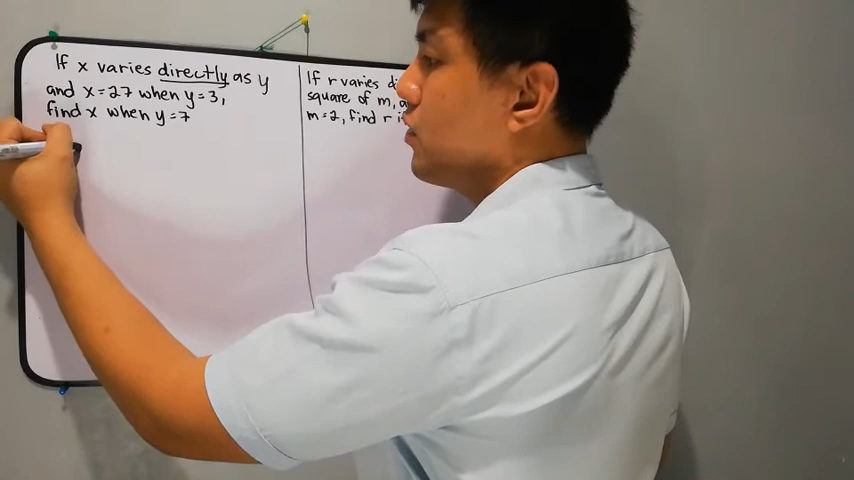 If x varies directly as y
and x=27 when y=3,
find x when y=7
If r varies
square of m,
m=2, find r